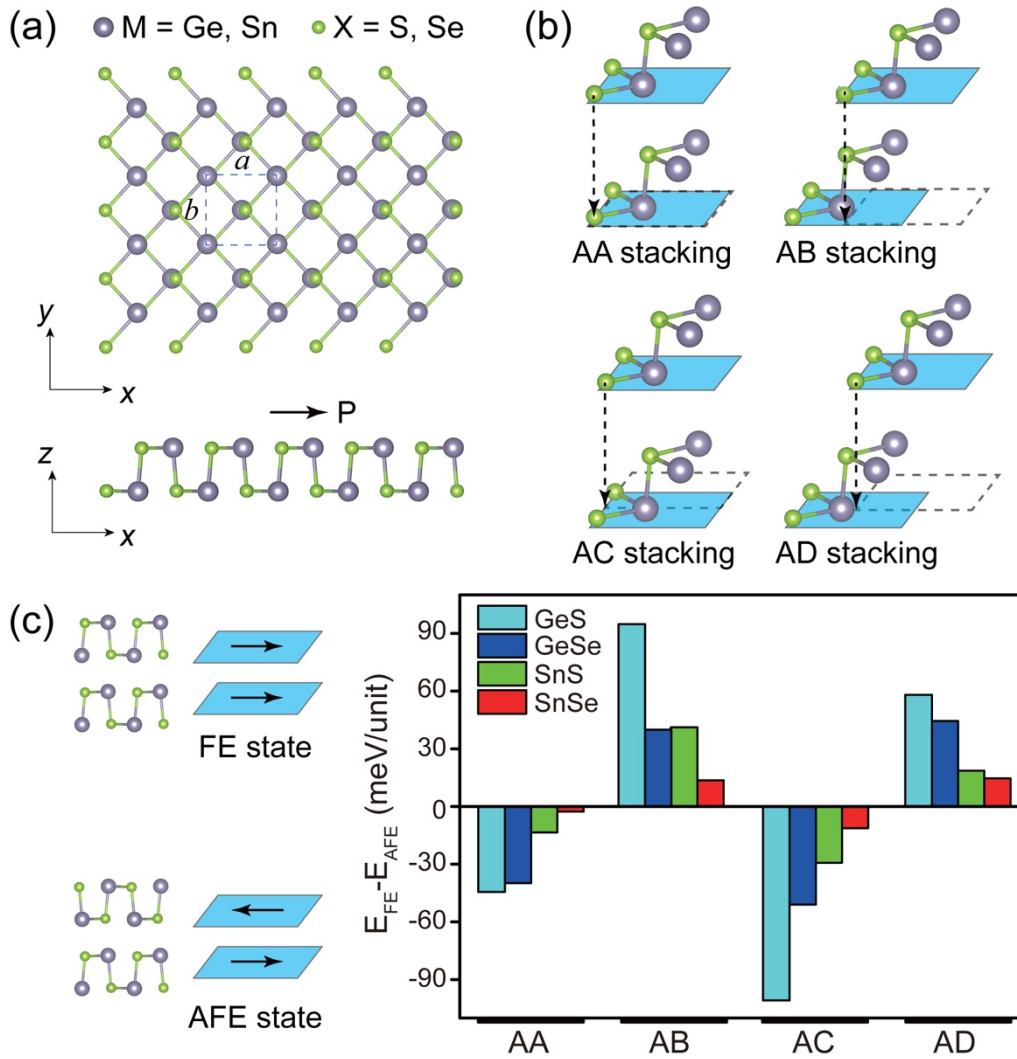 (a) M = Ge, Sn X = S, Se
a
b
y
x
P
z
x
(b)
AA stacking AB stacking
AC stacking AD stacking
(c)
FE state
AFE state
E_FE-E_AFE (meV/unit)
90
60
30
0
-30
-60
-90
GeS
GeSe
SnS
SnSe
AA AB AC AD